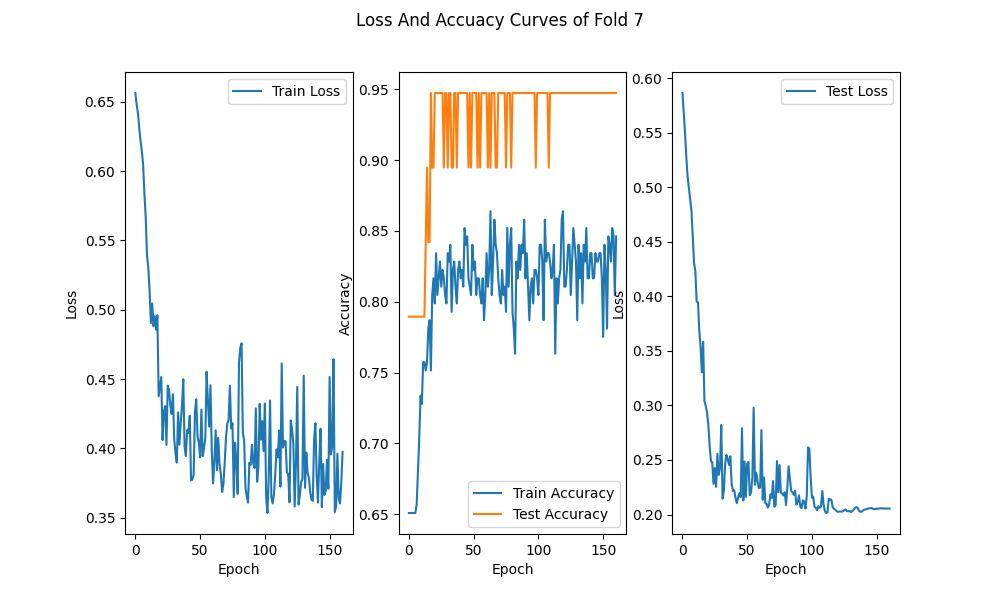 Loss And Accuacy Curves of Fold 7
Train Loss
0.65
0.60
0.55
0.50
0.45
0.40
0.35
Loss
0 50 100 150
Epoch
0.95
0.90
0.85
0.80
0.75
0.70
0.65
Accuracy
Train Accuracy
Test Accuracy
0 50 100 150
Epoch
Test Loss
0.60
0.55
0.50
0.45
0.40
0.35
0.30
0.25
0.20
Loss
0 50 100 150
Epoch